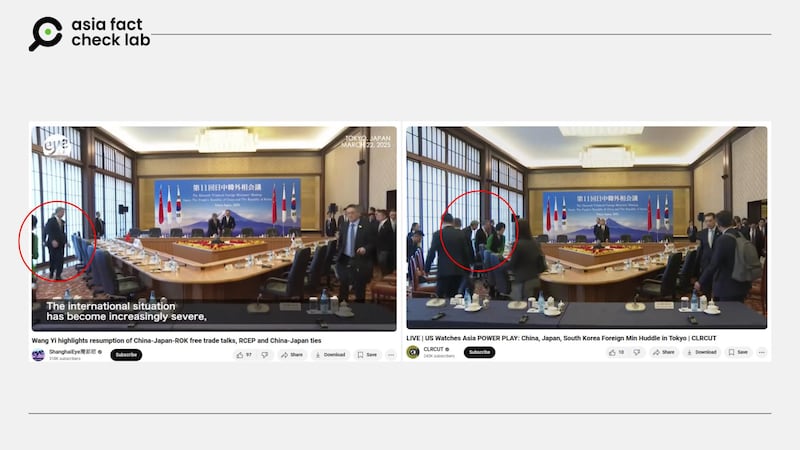 asia fact
check lab
eye
TOKYO, JAPAN
MARCH 22, 2025
第11回日中韓外相会議
The international situation
has become increasingly severe,
Wang Yi highlights resumption of China-Japan-ROK free trade talks, RCEP and China-Japan ties
Subscribe
97
Share
Download
Save
第11回日中韓外相会議
LIVE | US Watches Asia POWER PLAY: China, Japan, South Korea Foreign Min Huddle in Tokyo | CLRCUT
CLRCUT
Subscribe
10
Share
Download
Save